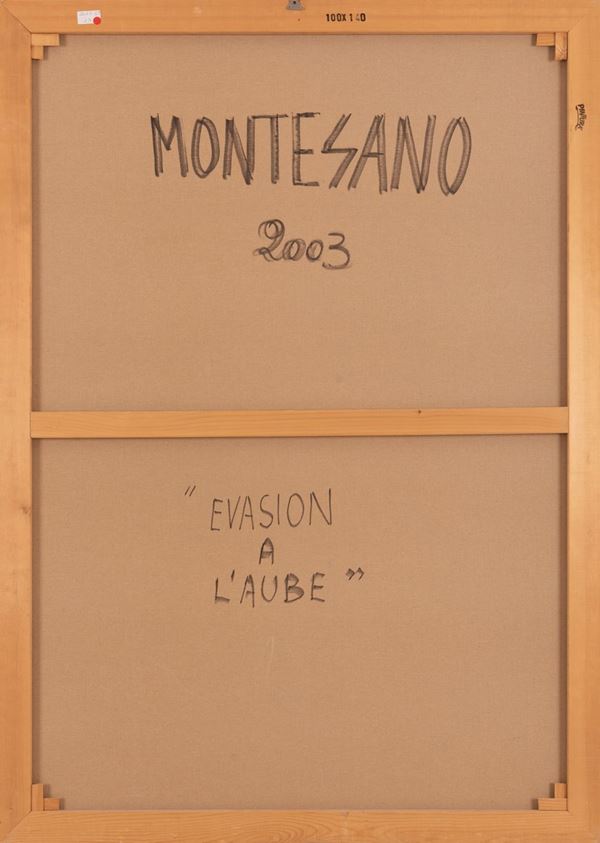 100X140
MONTESANO
2003
" EVASION
A
L'AUBE "